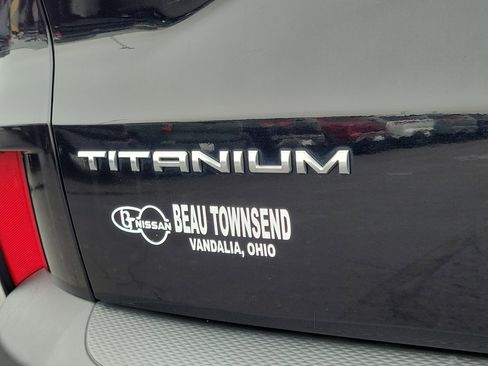 TITANIUM
BT NISSAN BEAU TOWNSEND
VANDALIA, OHIO